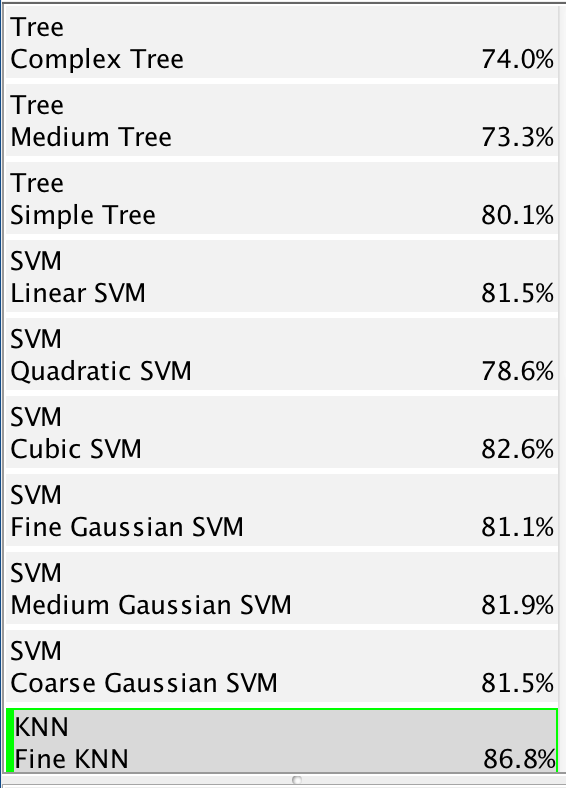 Tree
Complex Tree 74.0%
Tree
Medium Tree 73.3%
Tree
Simple Tree 80.1%
SVM
Linear SVM 81.5%
SVM
Quadratic SVM 78.6%
SVM
Cubic SVM 82.6%
SVM
Fine Gaussian SVM 81.1%
SVM
Medium Gaussian SVM 81.9%
SVM
Coarse Gaussian SVM 81.5%
KNN
Fine KNN 86.8%